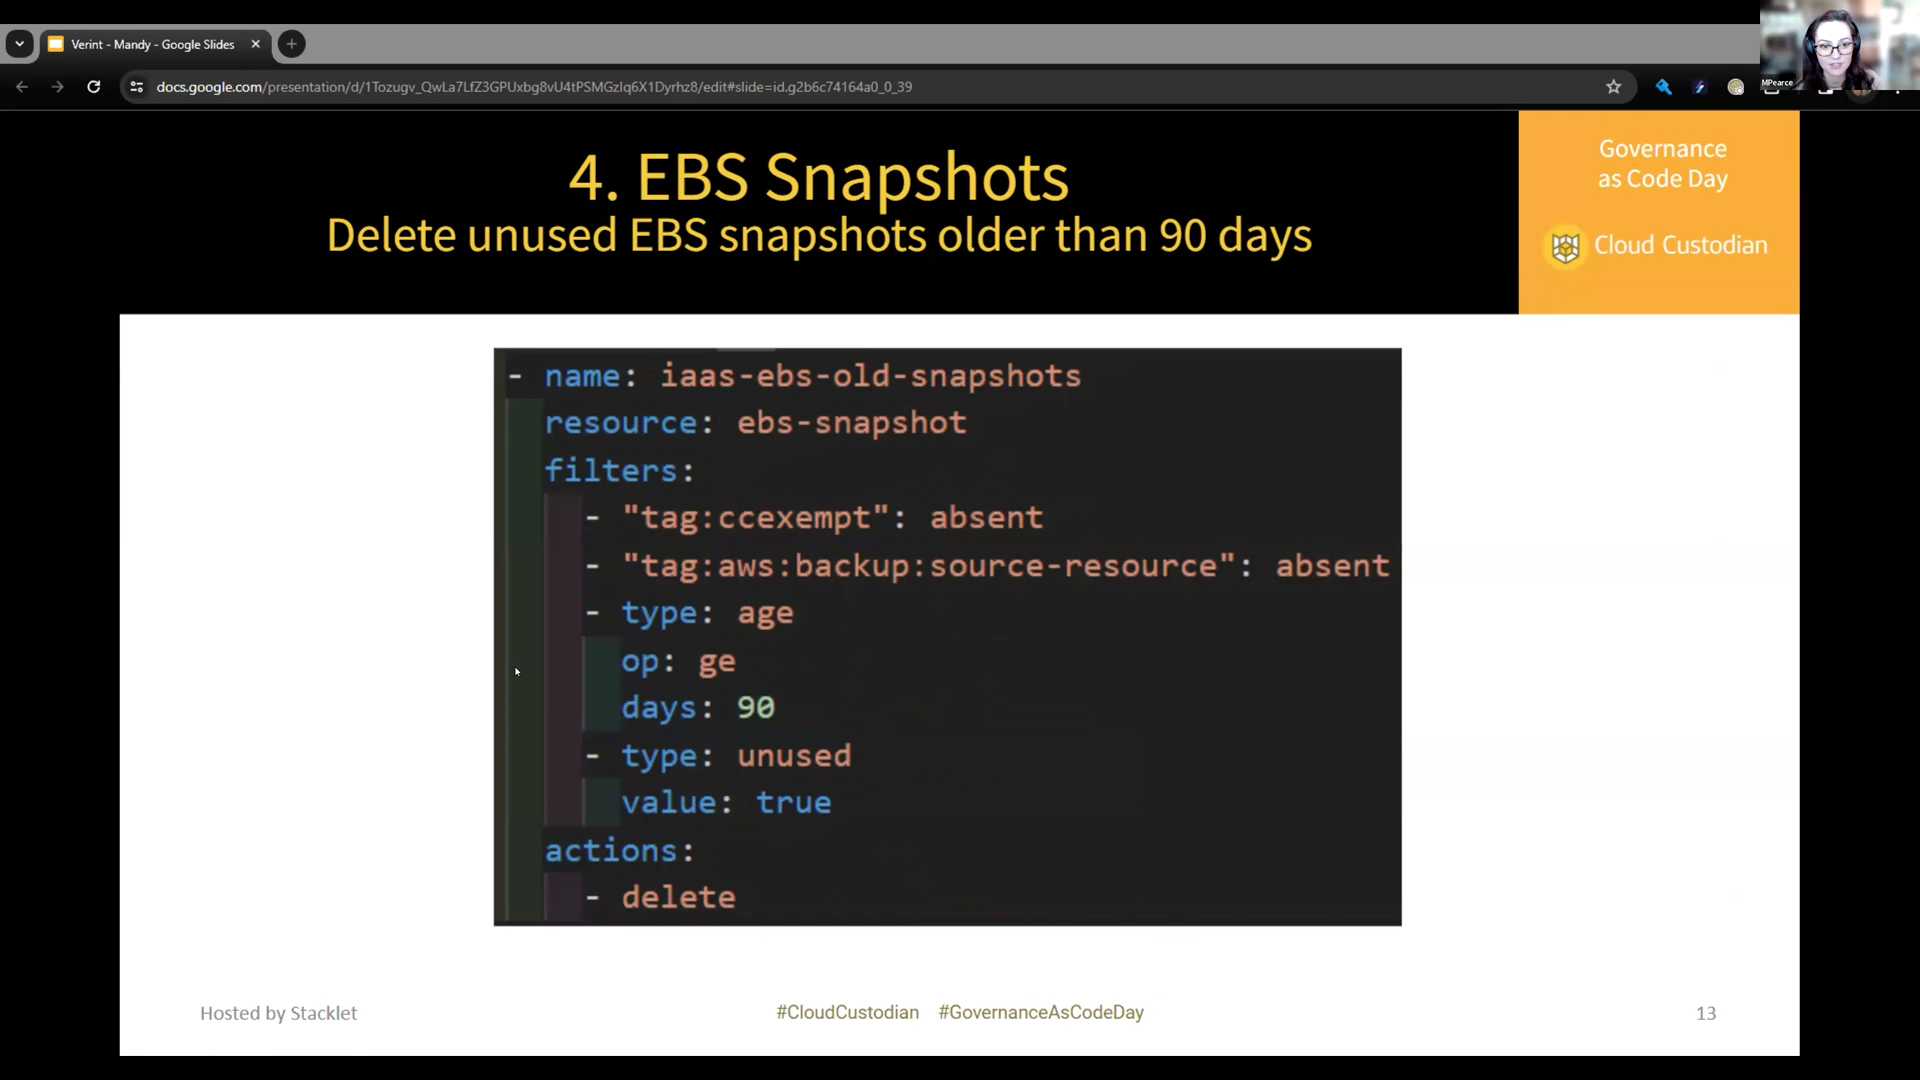 Verint - Mandy - Google Slides
docs.google.com/presentation/d/1Tozugv_QwLa7LfZ3GPUxbg8vU4tPSMGzIq6X1Dyrhz8/edit#slide=id.g2b6c74164a0_0_39
MPearce
4. EBS Snapshots
Delete unused EBS snapshots older than 90 days
Governance
as Code Day
Cloud Custodian
- name: iaas-ebs-old-snapshots
resource: ebs-snapshot
filters:
- "tag:ccexempt": absent
- "tag:aws:backup:source-resource": absent
- type: age
op: ge
days: 90
- type: unused
value: true
actions:
- delete
Hosted by Stacklet
#CloudCustodian #GovernanceAsCodeDay
13